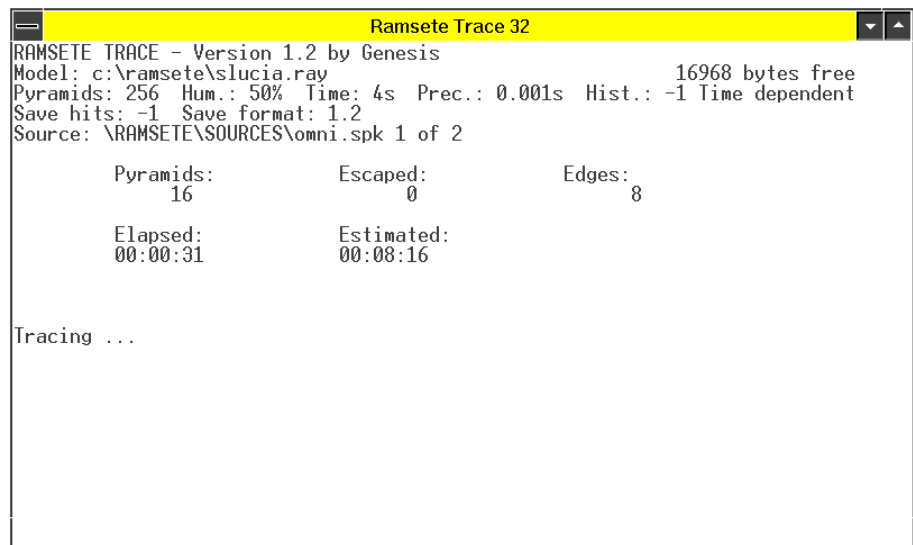 Ramsete Trace 32
RAMSETE TRACE - Version 1.2 by Genesis
Model: c:\ramsete\slucia.ray 16968 bytes free
Pyramids: 256 Hum.: 50% Time: 4s Prec.: 0.001s Hist.: -1 Time dependent
Save hits: -1 Save format: 1.2
Source: \RAMSETE\SOURCES\omni.spk 1 of 2
Pyramids: Escaped: Edges:
16 0 8
Elapsed: Estimated:
00:00:31 00:08:16
Tracing ...